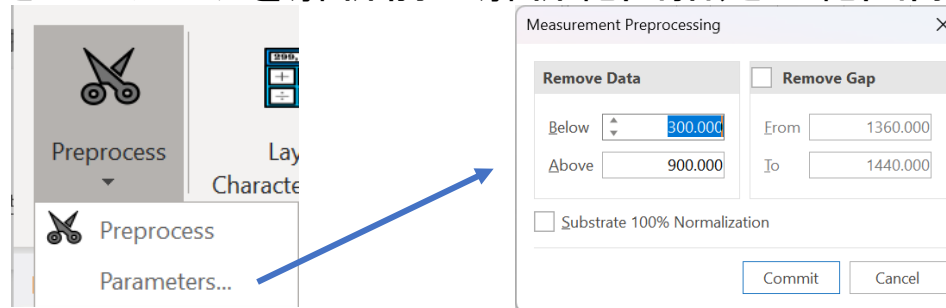 Measurement Preprocessing
Remove Data
Remove Gap
Below 300.000
From 1360.000
Above 900.000
To 1440.000
Substrate 100% Normalization
Commit
Cancel
299.
Preprocess
Lay
Characte
Preprocess
Parameters...